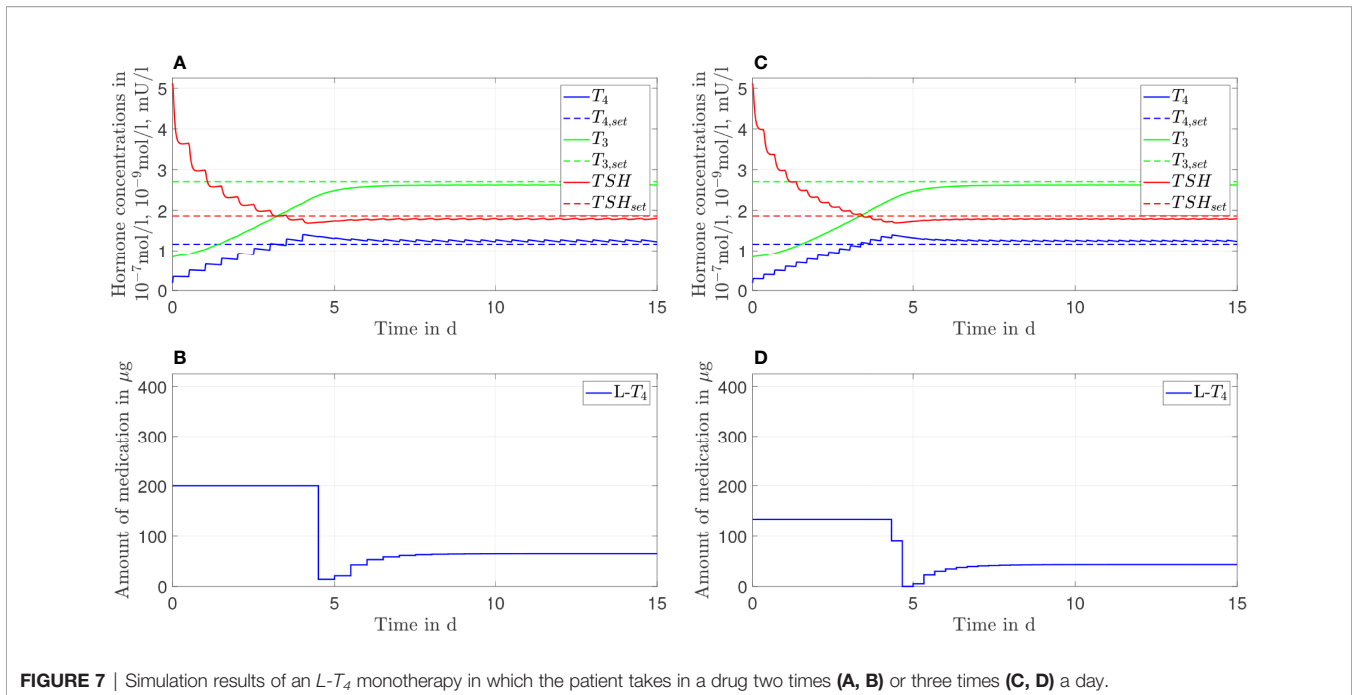 A
Hormone concentrations in
10⁻⁷mol/l, 10⁻⁹mol/l, mU/l
5
4
3
2
1
0
0 5 10 15
Time in d
T₄
T₄,set
T₃
T₃,set
TSH
TSHset
C
Hormone concentrations in
10⁻⁷mol/l, 10⁻⁹mol/l, mU/l
5
4
3
2
1
0
0 5 10 15
Time in d
T₄
T₄,set
T₃
T₃,set
TSH
TSHset
B
Amount of medication in μg
400
300
200
100
0
0 5 10 15
Time in d
L-T₄
D
Amount of medication in μg
400
300
200
100
0
0 5 10 15
Time in d
L-T₄
FIGURE 7 | Simulation results of an L-T₄ monotherapy in which the patient takes in a drug two times (A, B) or three times (C, D) a day.